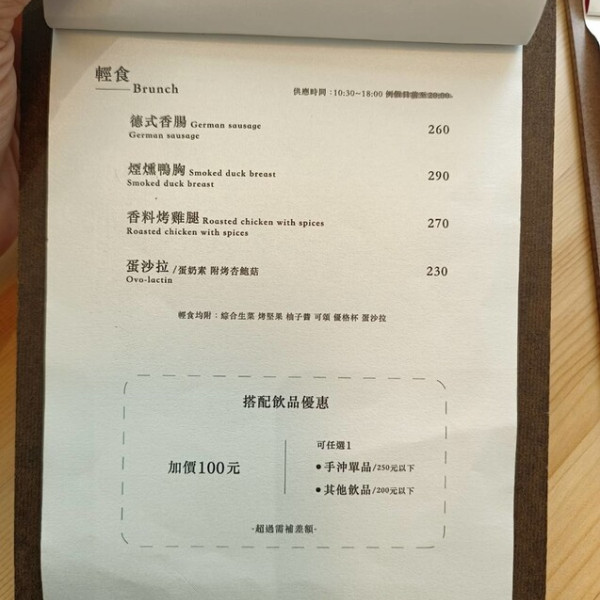 輕食
Brunch
供應時間：10:30~18:00
德式香腸 German sausage 260
German sausage
煙燻鴨胸 Smoked duck breast 290
Smoked duck breast
香料烤雞腿 Roasted chicken with spices 270
Roasted chicken with spices
蛋沙拉 /蛋奶素 附烤杏鮑菇 230
Ovo-lactin
輕食均附：綜合生菜 烤堅果 柚子醬 可頌 優格杯 蛋沙拉
搭配飲品優惠
加價100元
可任選1
•手沖單品/250元以下
•其他飲品/200元以下
-超過需補差額-